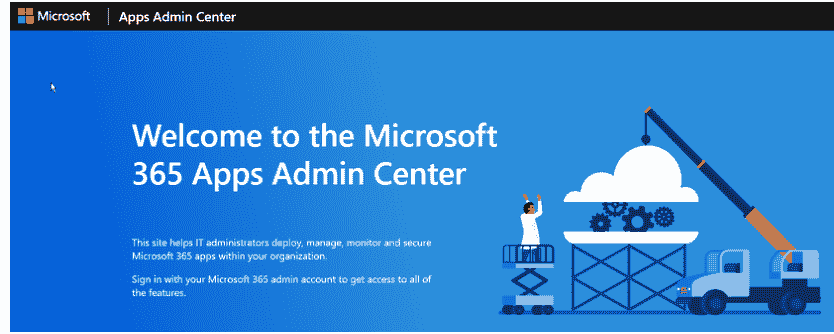 Microsoft Apps Admin Center
Welcome to the Microsoft
365 Apps Admin Center
This site helps IT administrators deploy, manage, monitor and secure
Microsoft 365 apps within your organization.
Sign in with your Microsoft 365 admin account to get access to all of
the features.